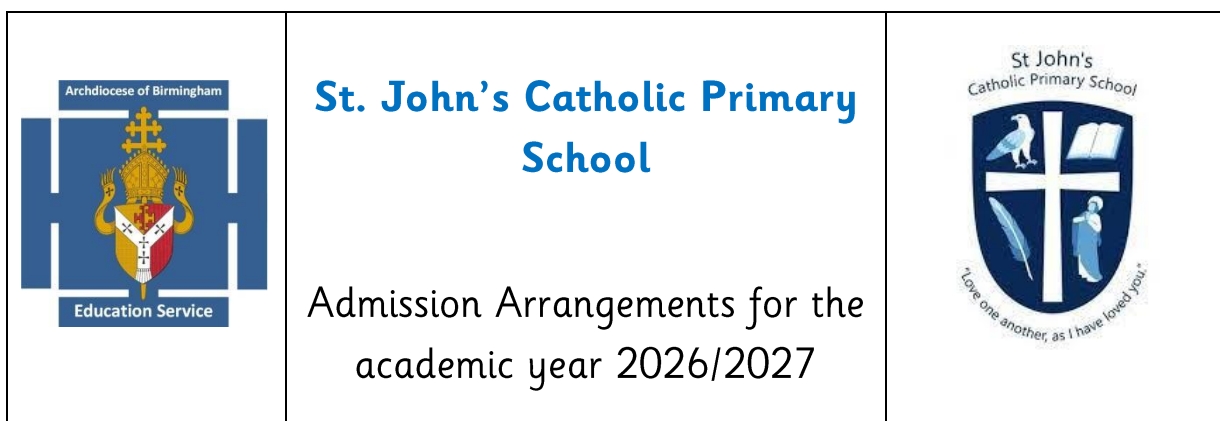 Archdiocese of Birmingham
Education Service
St. John’s Catholic Primary
School
Admission Arrangements for the
academic year 2026/2027
St John's
Catholic Primary School
"Love one another, as I have loved you."